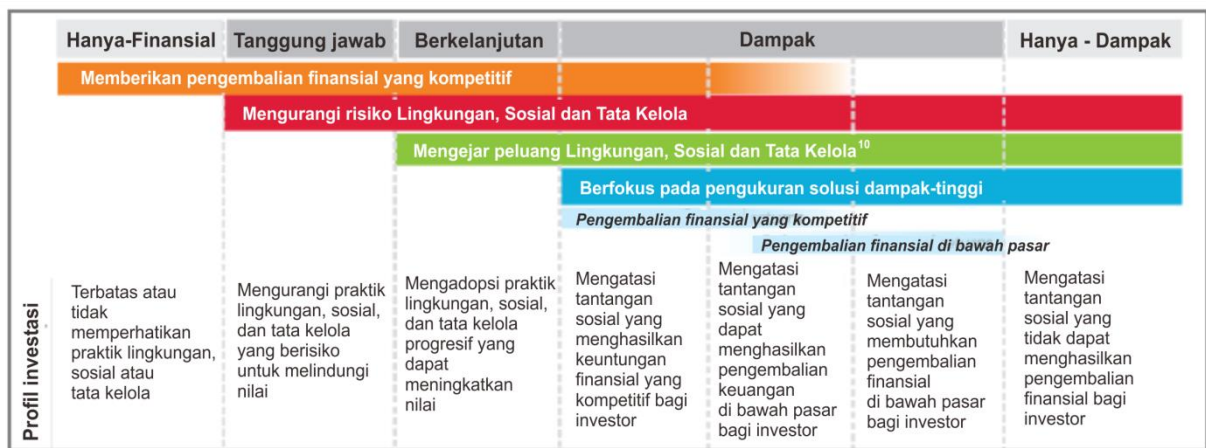 Hanya-Finansial
Tanggung jawab
Berkelanjutan
Dampak
Hanya - Dampak
Memberikan pengembalian finansial yang kompetitif
Mengurangi risiko Lingkungan, Sosial dan Tata Kelola
Mengejar peluang Lingkungan, Sosial dan Tata Kelola¹⁰
Berfokus pada pengukuran solusi dampak-tinggi
Pengembalian finansial yang kompetitif
Pengembalian finansial di bawah pasar
Profil investasi
Terbatas atau
tidak
memperhatikan
praktik lingkungan,
sosial atau
tata kelola
Mengurangi praktik
lingkungan, sosial,
dan tata kelola
yang berisiko
untuk melindungi
nilai
Mengadopsi praktik
lingkungan, sosial,
dan tata kelola
progresif yang
dapat
meningkatkan
nilai
Mengatasi
tantangan
sosial yang
menghasilkan
keuntungan
finansial yang
kompetitif bagi
investor
Mengatasi
tantangan
sosial yang
dapat
menghasilkan
pengembalian
keuangan
di bawah pasar
bagi investor
Mengatasi
tantangan
sosial yang
membutuhkan
pengembalian
finansial
di bawah pasar
bagi investor
Mengatasi
tantangan
sosial yang
tidak dapat
menghasilkan
pengembalian
finansial bagi
investor